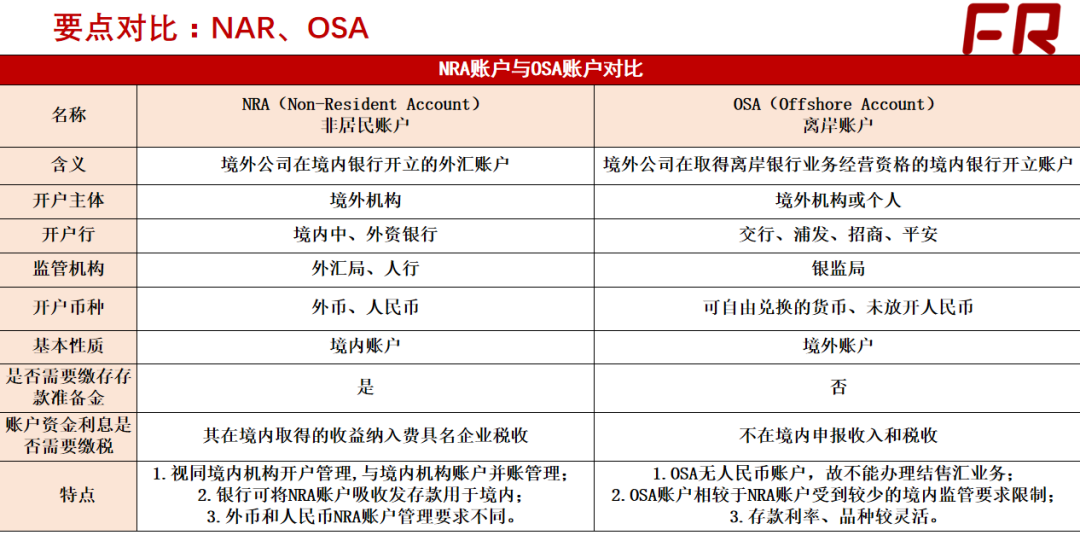 要点对比：NAR、OSA
FR
NRA账户与OSA账户对比
名称
NRA（Non-Resident Account）
非居民账户
OSA（Offshore Account）
离岸账户
含义
境外公司在境内银行开立的外汇账户
境外公司在取得离岸银行业务经营资格的境内银行开立账户
开户主体
境外机构
境外机构或个人
开户行
境内中、外资银行
交行、浦发、招商、平安
监管机构
外汇局、人行
银监局
开户币种
外币、人民币
可自由兑换的货币、未放开人民币
基本性质
境内账户
境外账户
是否需要缴存存
款准备金
是
否
账户资金利息是
否需要缴税
其在境内取得的收益纳入费具名企业税收
不在境内申报收入和税收
特点
1.视同境内机构开户管理,与境内机构账户并账管理；
2.银行可将NRA账户吸收发存款用于境内；
3.外币和人民币NRA账户管理要求不同。
1.OSA无人民币账户，故不能办理结售汇业务；
2.OSA账户相较于NRA账户受到较少的境内监管要求限制；
3.存款利率、品种较灵活。